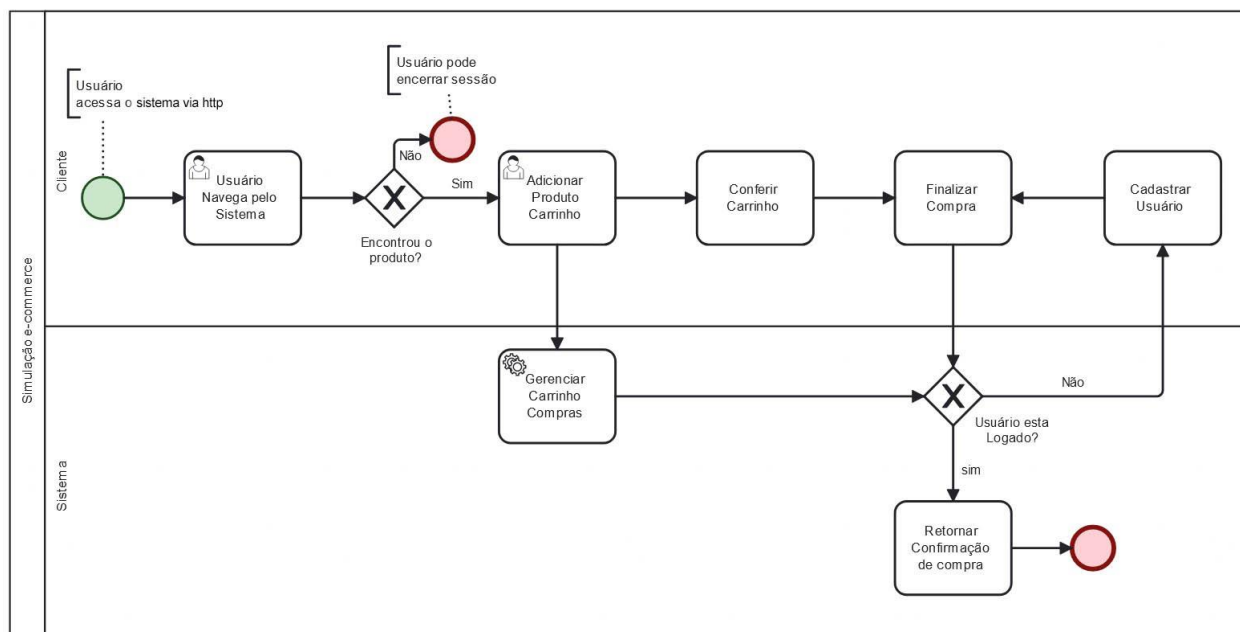 Simulação e-commerce
Cliente
Usuário
acessa o sistema via http
Usuário pode
encerrar sessão
Usuário
Navega pelo
Sistema
Não
Sim
Encontrou o
produto?
Adicionar
Produto
Carrinho
Conferir
Carrinho
Finalizar
Compra
Cadastrar
Usuário
Sistema
Gerenciar
Carrinho
Compras
Não
Usuário esta
Logado?
sim
Retornar
Confirmação
de compra